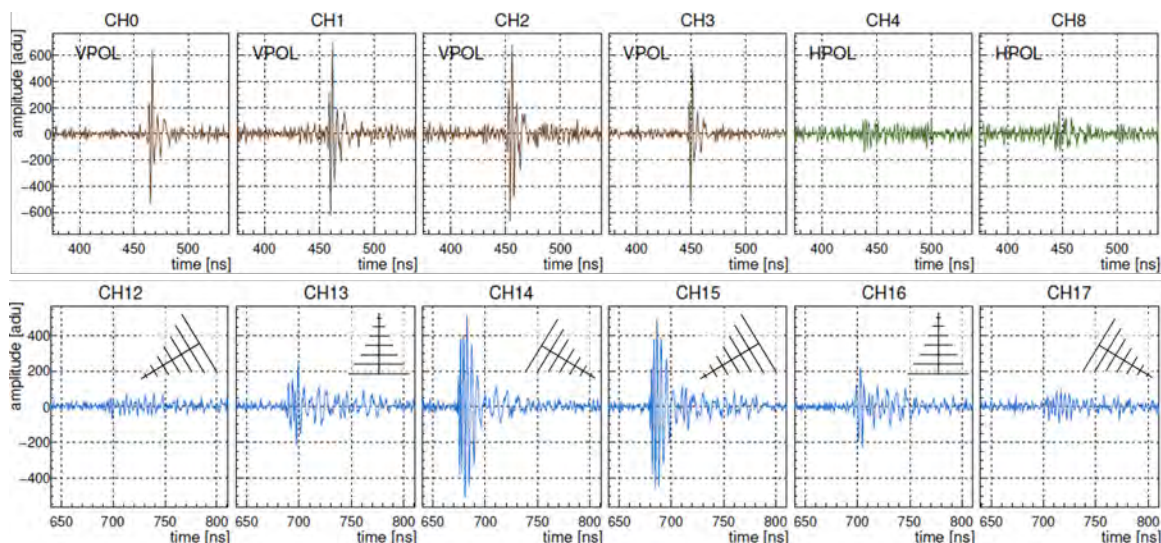 CH0 CH1 CH2 CH3 CH4 CH8
VPOL VPOL VPOL VPOL HPOL HPOL
amplitude [adu]
600
400
200
0
−200
−400
−600
400 450 500 400 450 500 400 450 500 400 450 500 400 450 500 400 450 500
time [ns] time [ns] time [ns] time [ns] time [ns] time [ns]
CH12 CH13 CH14 CH15 CH16 CH17
amplitude [adu]
400
200
0
−200
−400
650 700 750 800 650 700 750 800 650 700 750 800 650 700 750 800 650 700 750 800 650 700 750 800
time [ns] time [ns] time [ns] time [ns] time [ns] time [ns]